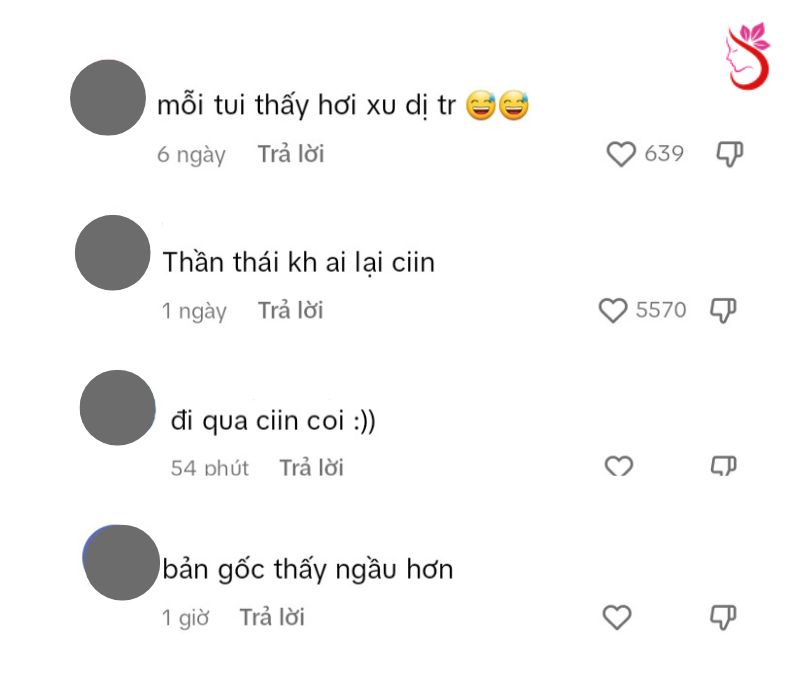 mỗi tui thấy hơi xu dị tr 😅😅
6 ngày Trả lời 639
Thần thái kh ai lại ciin
1 ngày Trả lời 5570
đi qua ciin coi :))
54 phút Trả lời
bản gốc thấy ngầu hơn
1 giờ Trả lời